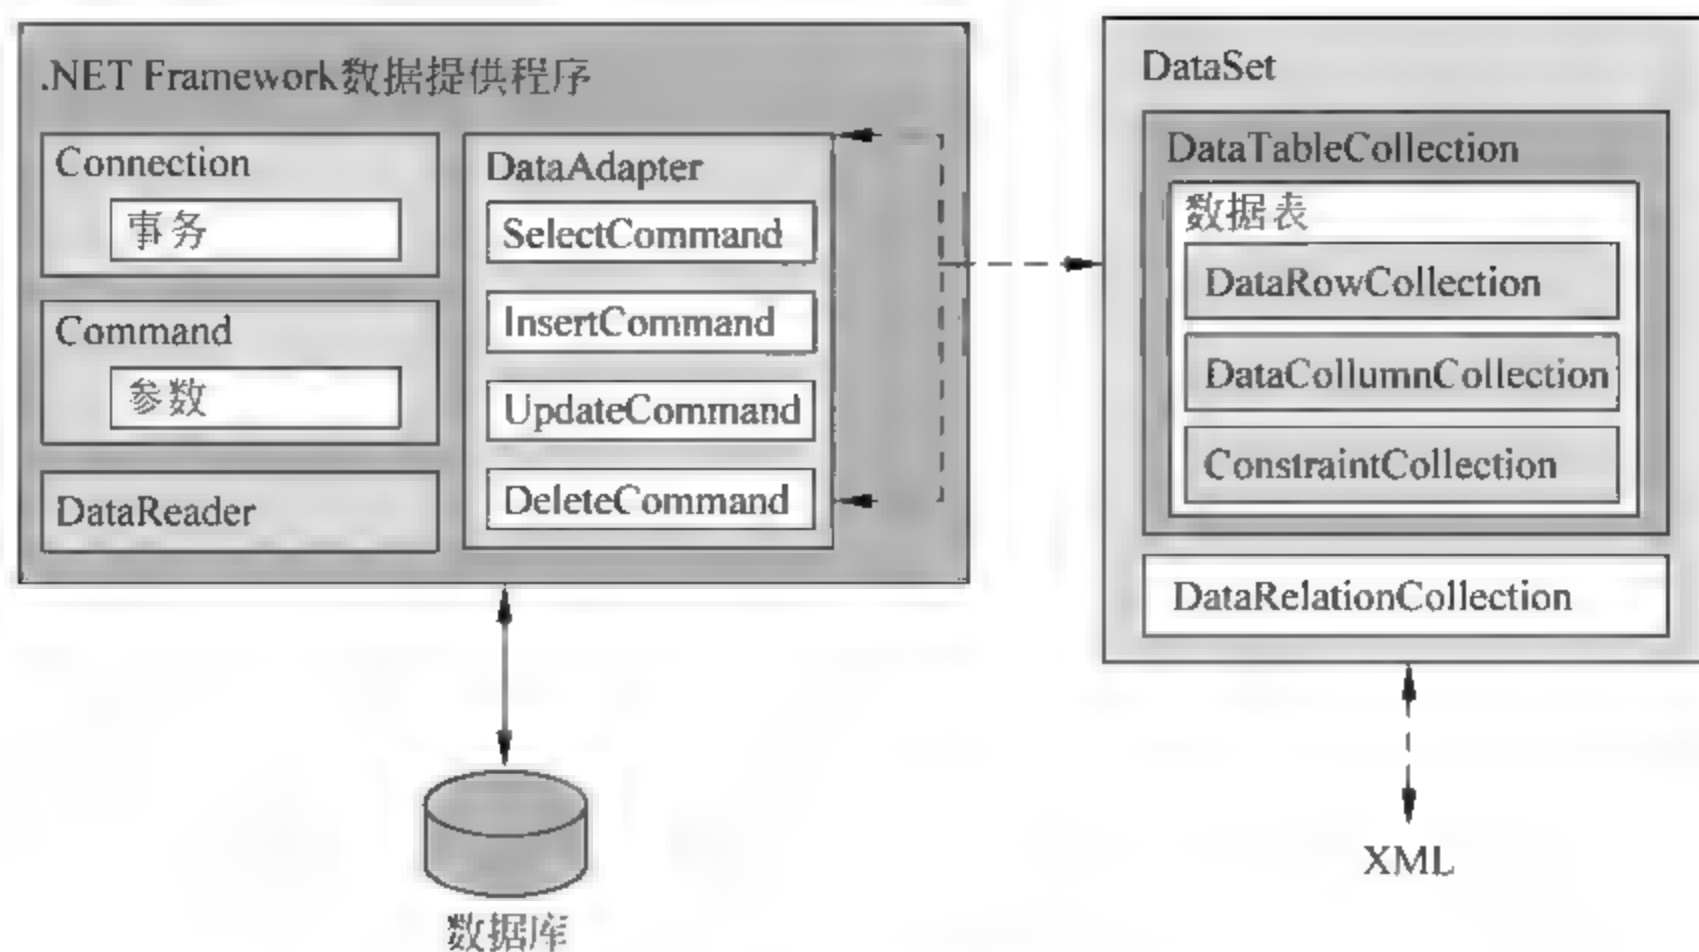 .NET Framework数据提供程序
Connection
事务
Command
参数
DataReader
DataAdapter
SelectCommand
InsertCommand
UpdateCommand
DeleteCommand
数据库
DataSet
DataTableCollection
数据表
DataRowCollection
DataCollumnCollection
ConstraintCollection
DataRelationCollection
XML